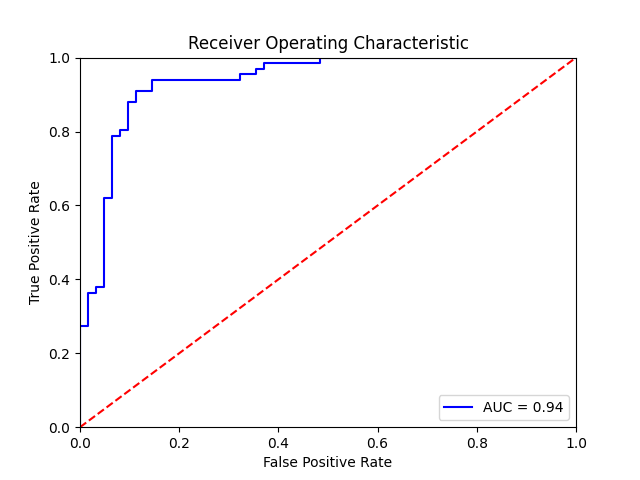 Receiver Operating Characteristic
1.0
0.8
0.6
0.4
0.2
0.0
True Positive Rate
AUC = 0.94
0.0 0.2 0.4 0.6 0.8 1.0
False Positive Rate